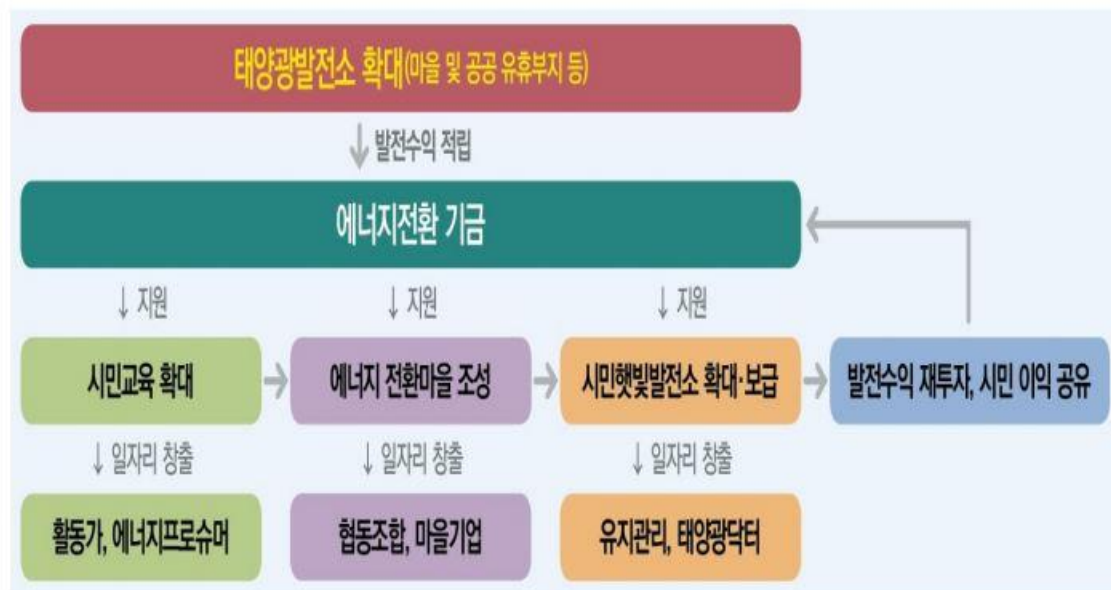 태양광발전소 확대(마을 및 공공 유휴부지 등)
↓ 발전수익 적립
에너지전환 기금
↓ 지원 ↓ 지원 ↓ 지원
시민교육 확대 → 에너지 전환마을 조성 → 시민햇빛발전소 확대·보급 → 발전수익 재투자, 시민 이익 공유
↓ 일자리 창출 ↓ 일자리 창출 ↓ 일자리 창출
활동가, 에너지프로슈머 협동조합, 마을기업 유지관리, 태양광닥터